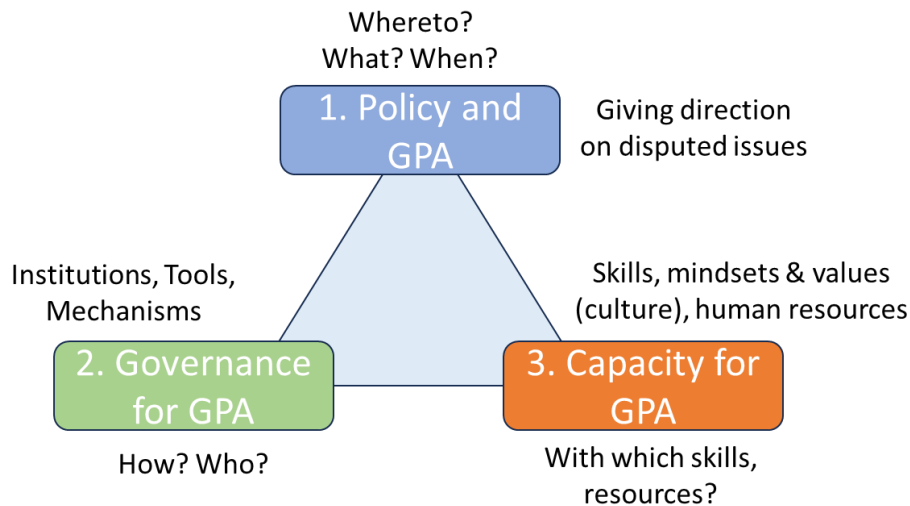 Whereto?
What? When?
1. Policy and
GPA
Giving direction
on disputed issues
Institutions, Tools,
Mechanisms
Skills, mindsets & values
(culture), human resources
2. Governance
for GPA
3. Capacity for
GPA
How? Who?
With which skills,
resources?